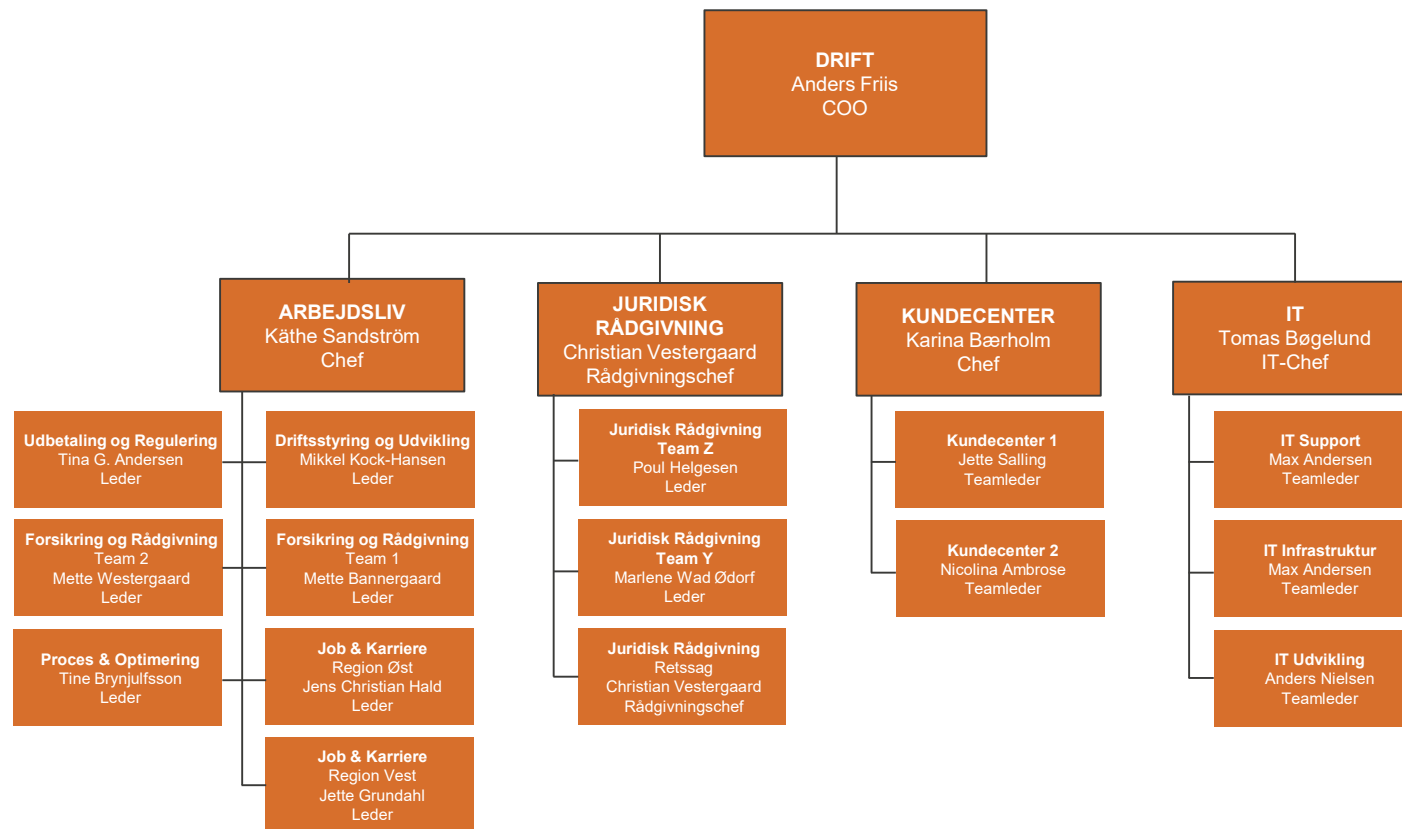 DRIFT
Anders Friis
COO
ARBEJDSLIV
Käthe Sandström
Chef
JURIDISK
RÅDGIVNING
Christian Vestergaard
Rådgivningschef
KUNDECENTER
Karina Bærholm
Chef
IT
Tomas Bøgelund
IT-Chef
Udbetaling og Regulering
Tina G. Andersen
Leder
Driftsstyring og Udvikling
Mikkel Kock-Hansen
Leder
Forsikring og Rådgivning
Team 2
Mette Westergaard
Leder
Forsikring og Rådgivning
Team 1
Mette Bannergaard
Leder
Proces & Optimering
Tine Brynjulfsson
Leder
Job & Karriere
Region Øst
Jens Christian Hald
Leder
Job & Karriere
Region Vest
Jette Grundahl
Leder
Juridisk Rådgivning
Team Z
Poul Helgesen
Leder
Juridisk Rådgivning
Team Y
Marlene Wad Ødorf
Leder
Juridisk Rådgivning
Retssag
Christian Vestergaard
Rådgivningschef
Kundecenter 1
Jette Salling
Teamleder
Kundecenter 2
Nicolina Ambrose
Teamleder
IT Support
Max Andersen
Teamleder
IT Infrastruktur
Max Andersen
Teamleder
IT Udvikling
Anders Nielsen
Teamleder